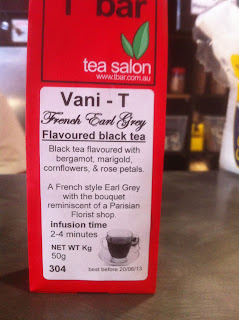 T bar
tea salon
www.tbar.com.au
Vani - T
French Earl Grey
Flavoured black tea
Black tea flavoured with
bergamot, marigold,
cornflowers, & rose petals.
A French style Earl Grey
with the bouquet
reminiscent of a Parisian
Florist shop.
infusion time
2-4 minutes
NET WT Kg
50g
304
best before 20/06/13